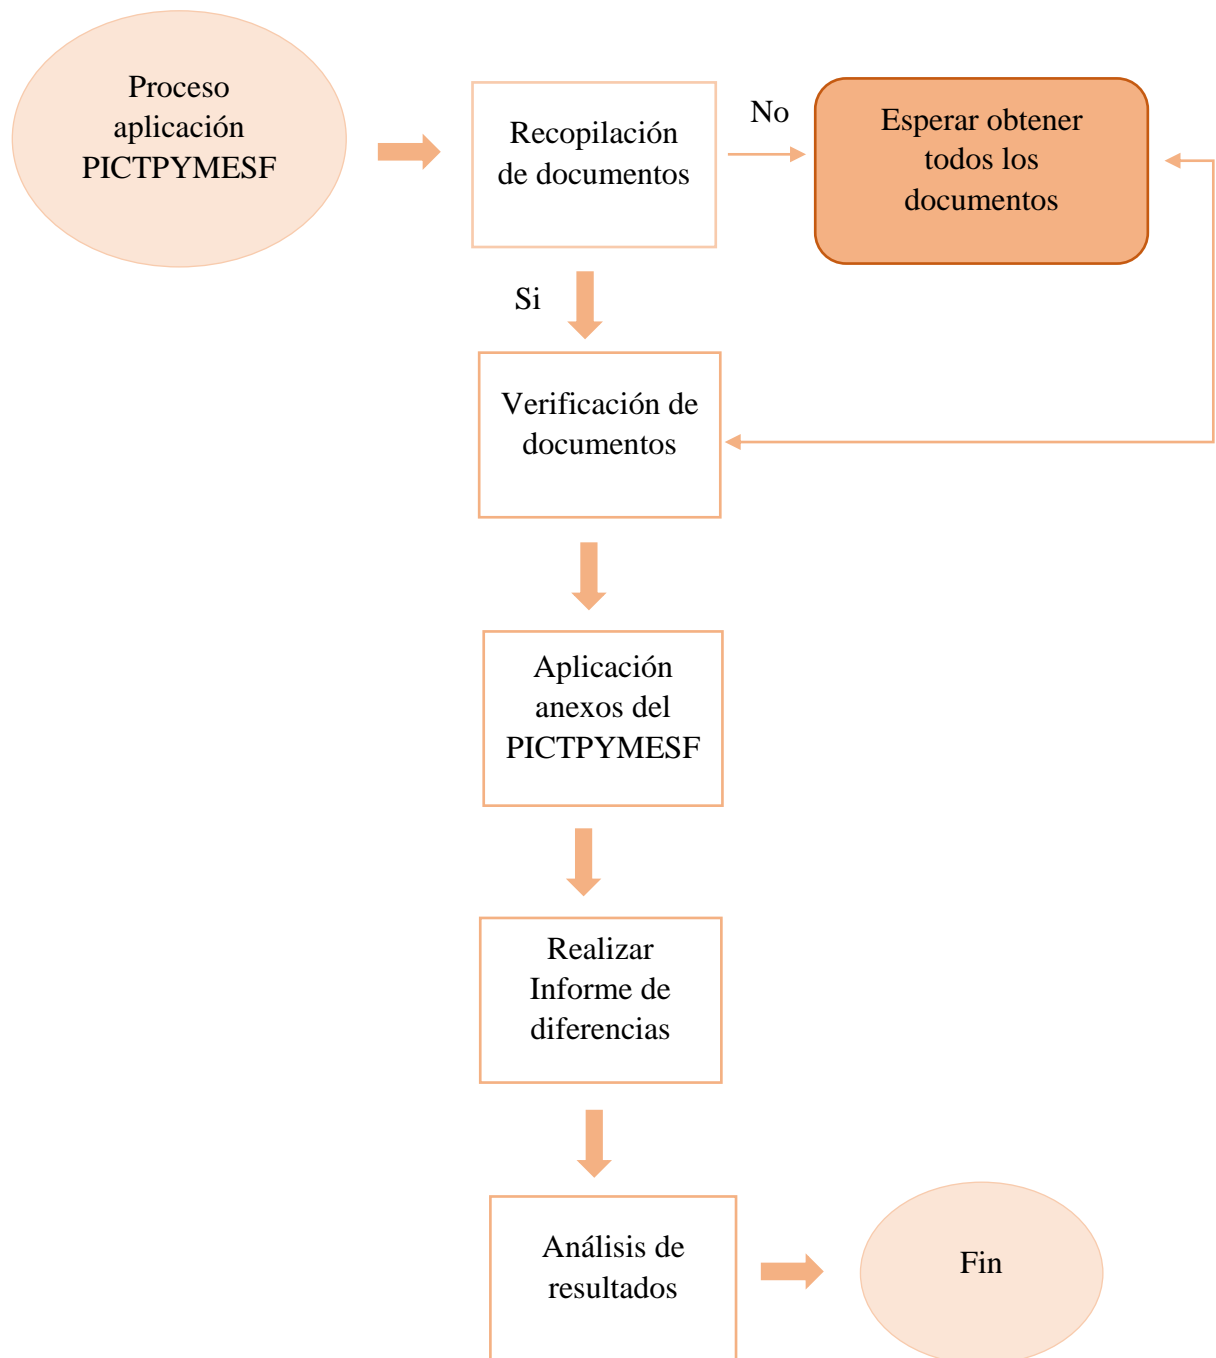 Proceso
aplicación
PICTPYMESF
Recopilación
de documentos
No
Esperar obtener
todos los
documentos
Si
Verificación de
documentos
Aplicación
anexos del
PICTPYMESF
Realizar
Informe de
diferencias
Análisis de
resultados
Fin